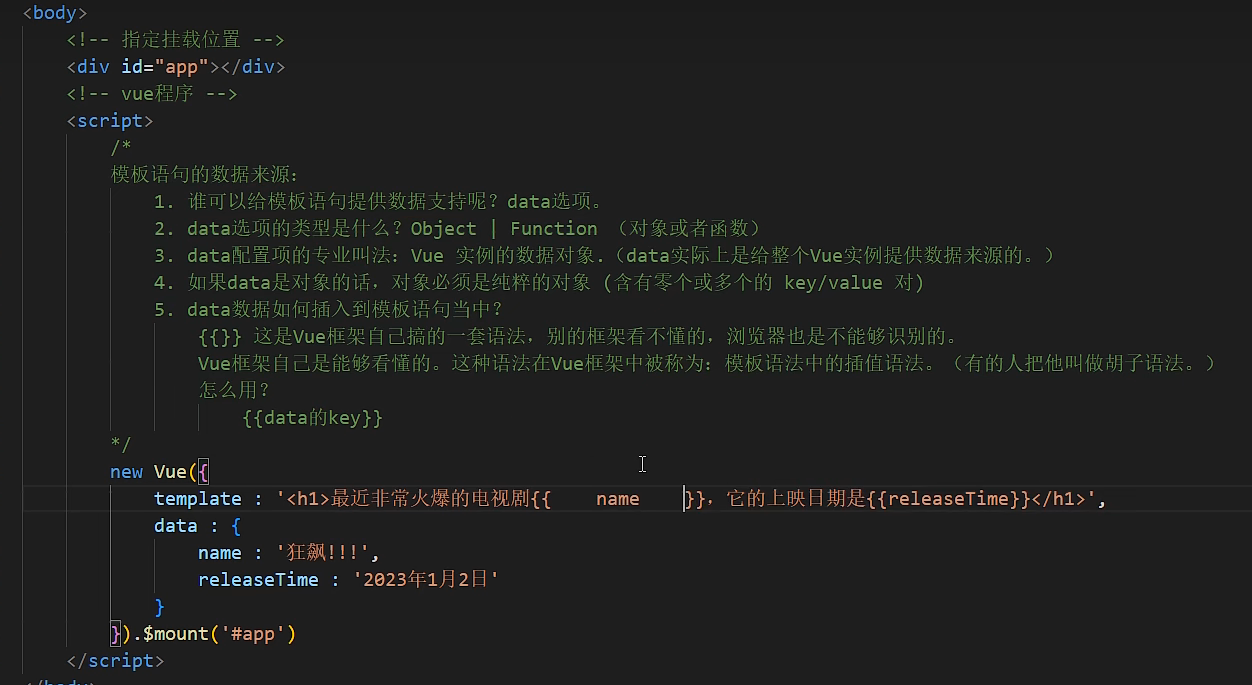 <body>
<!-- 指定挂载位置 -->
<div id="app"></div>
<!-- vue程序 -->
<script>
/*
模板语句的数据来源:
1. 谁可以给模板语句提供数据支持呢？data选项。
2. data选项的类型是什么？Object | Function （对象或者函数）
3. data配置项的专业叫法：Vue 实例的数据对象.（data实际上是给整个Vue实例提供数据来源的。）
4. 如果data是对象的话，对象必须是纯粹的对象 (含有零个或多个的 key/value 对)
5. data数据如何插入到模板语句当中？
{{}} 这是Vue框架自己搞的一套语法，别的框架看不懂的，浏览器也是不能够识别的。
Vue框架自己是能够看懂的。这种语法在Vue框架中被称为：模板语法中的插值语法。（有的人把他叫做胡子语法。）
怎么用？
{{data的key}}
*/
new Vue({
template : '<h1>最近非常火爆的电视剧{{    name    }}，它的上映日期是{{releaseTime}}</h1>',
data : {
name : '狂飙!!!',
releaseTime : '2023年1月2日'
}
}).$mount('#app')
</script>
</body>